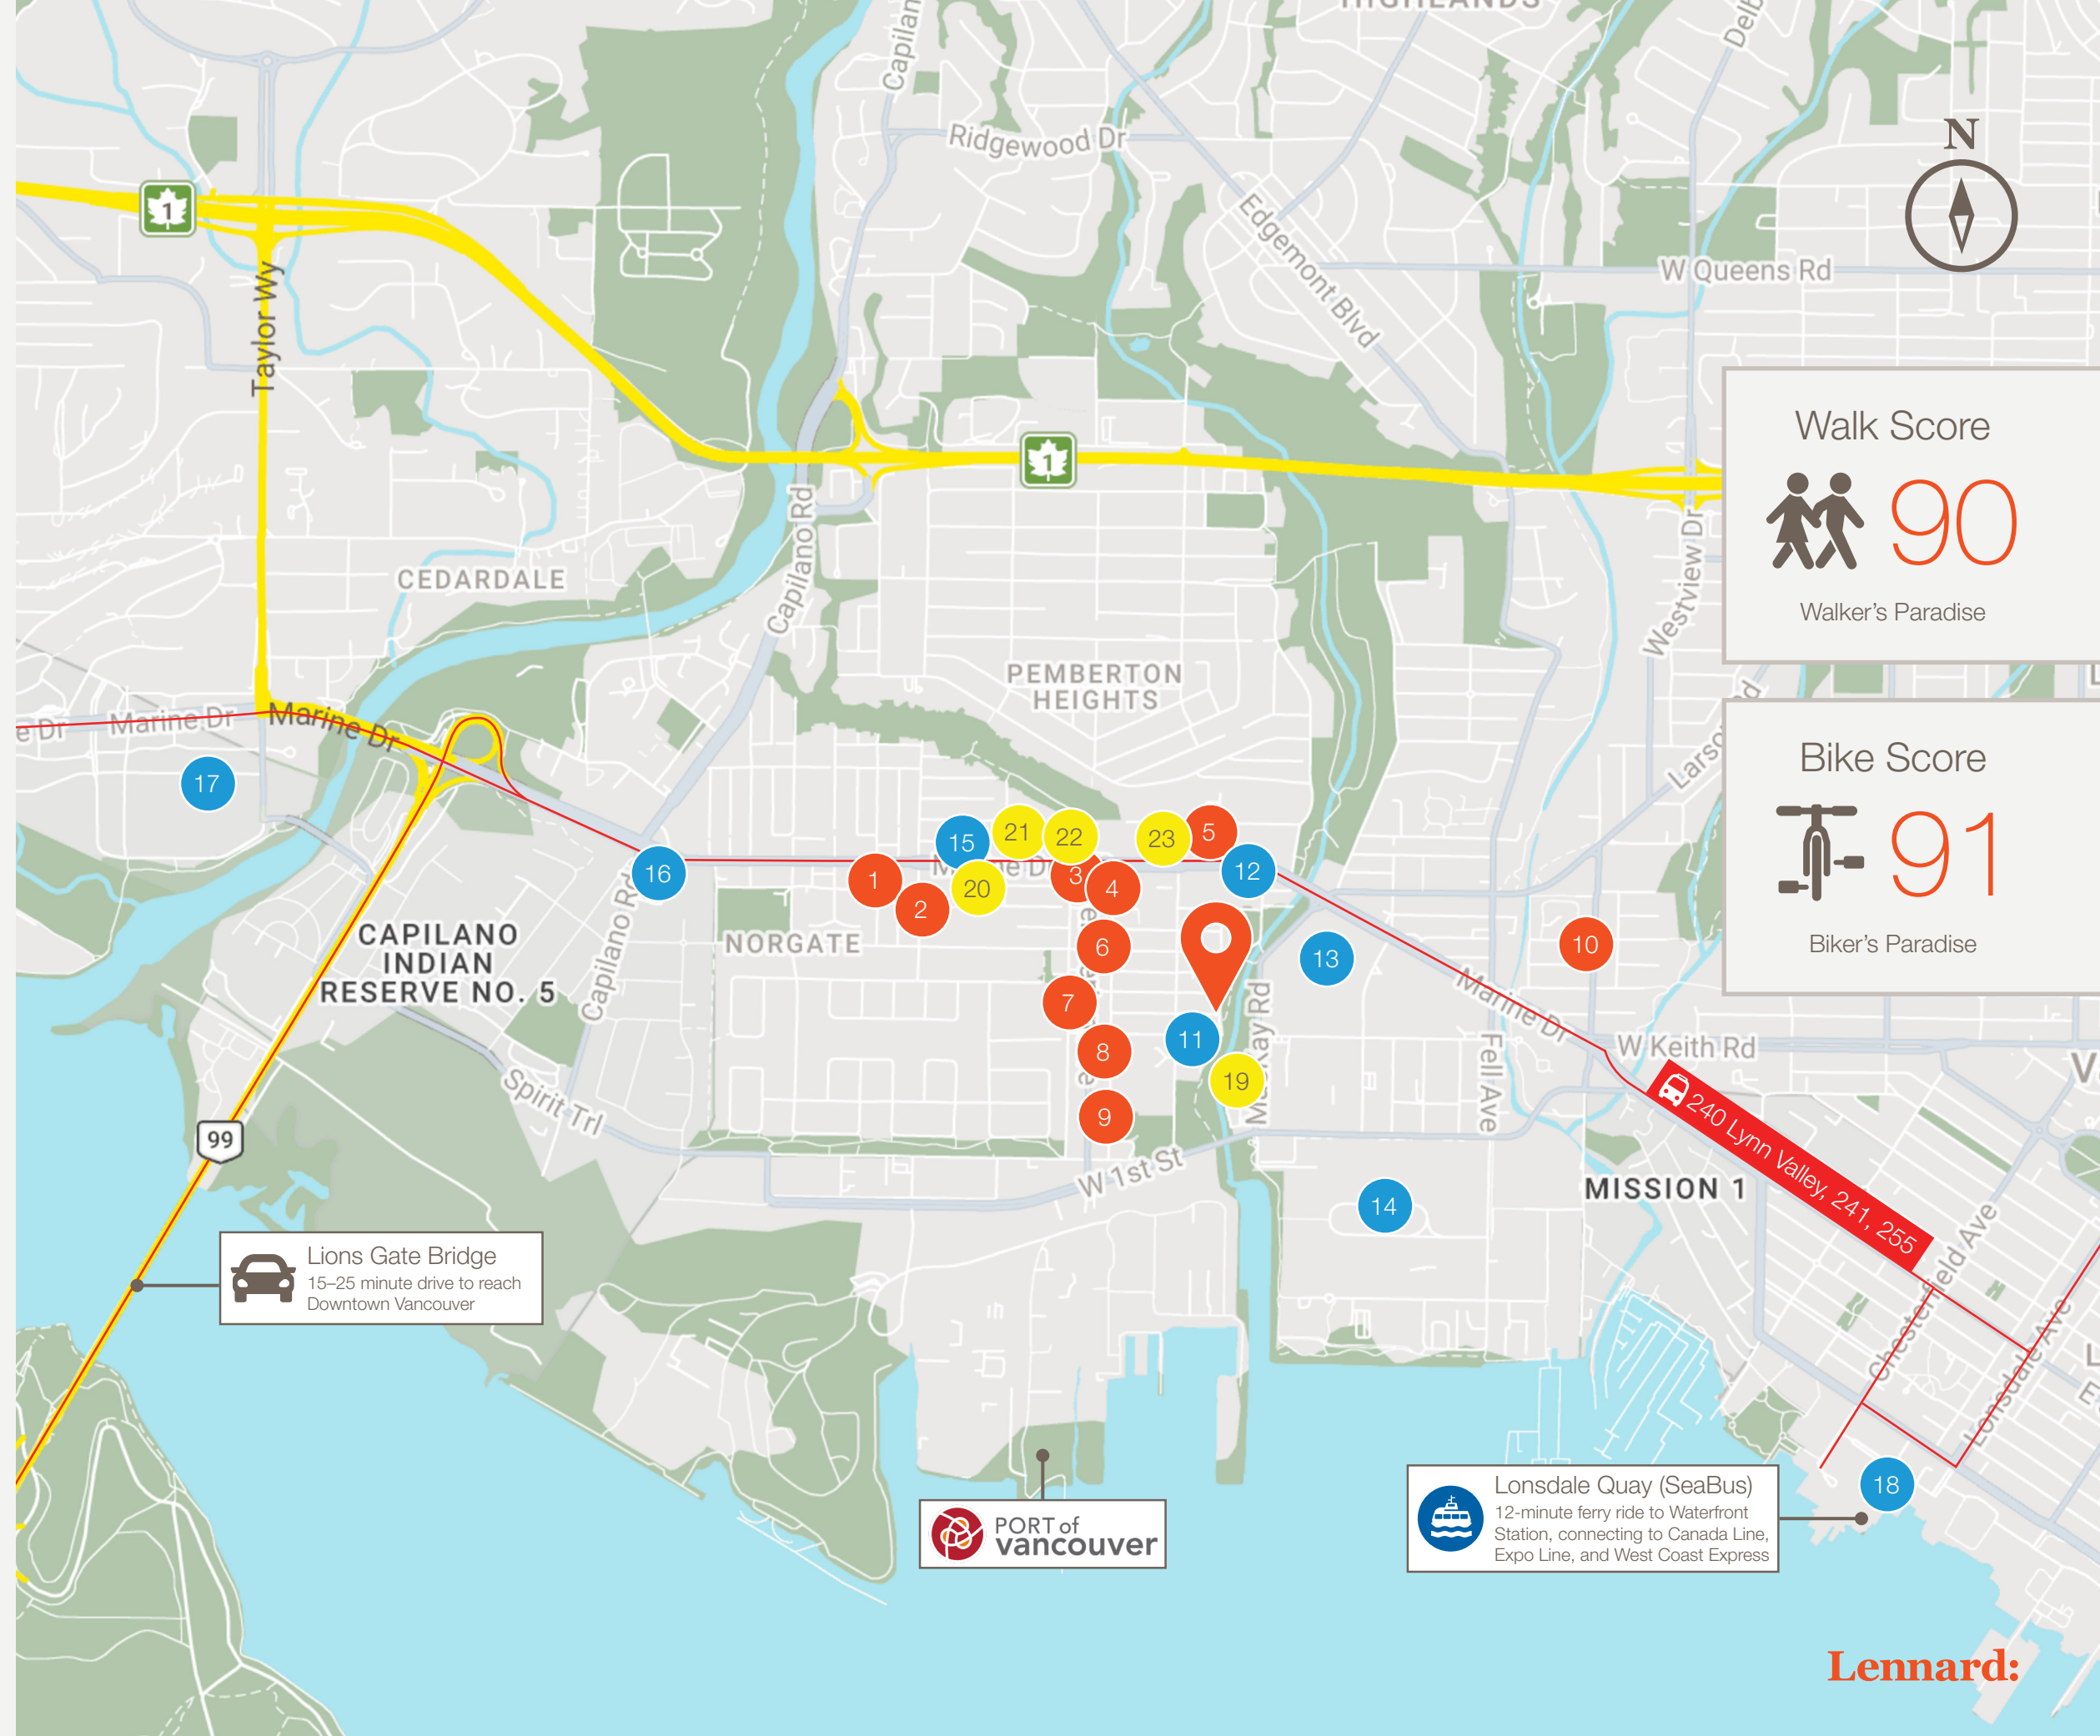 HIGHLANDS
Capilan
Delb
N
Ridgewood Dr
1
Edgemont Blvd
W Queens Rd
Taylor Wy
Walk Score
90
Walker's Paradise
1
Capilano Rd
Westview Dr
CEDARDALE
PEMBERTON
HEIGHTS
Larso
d
L
Bike Score
91
Biker's Paradise
e Dr
Marine Dr
Marine Dr
17
21
22
23
5
15
16
1
20
3
4
12
2
CAPILANO
INDIAN
RESERVE NO. 5
Capilano Rd
NORGATE
6
13
10
7
Marine Dr
11
8
Fell Ave
W Keith Rd
V
19
9
Spirit Trl
99
W 1st St
240 Lynn Valley, 241, 255
MISSION 1
14
Lions Gate Bridge
15–25 minute drive to reach
Downtown Vancouver
Lonsdale Ave
L
E
PORT of
vancouver
Lonsdale Quay (SeaBus)
12-minute ferry ride to Waterfront
Station, connecting to Canada Line,
Expo Line, and West Coast Express
18
Lennard: